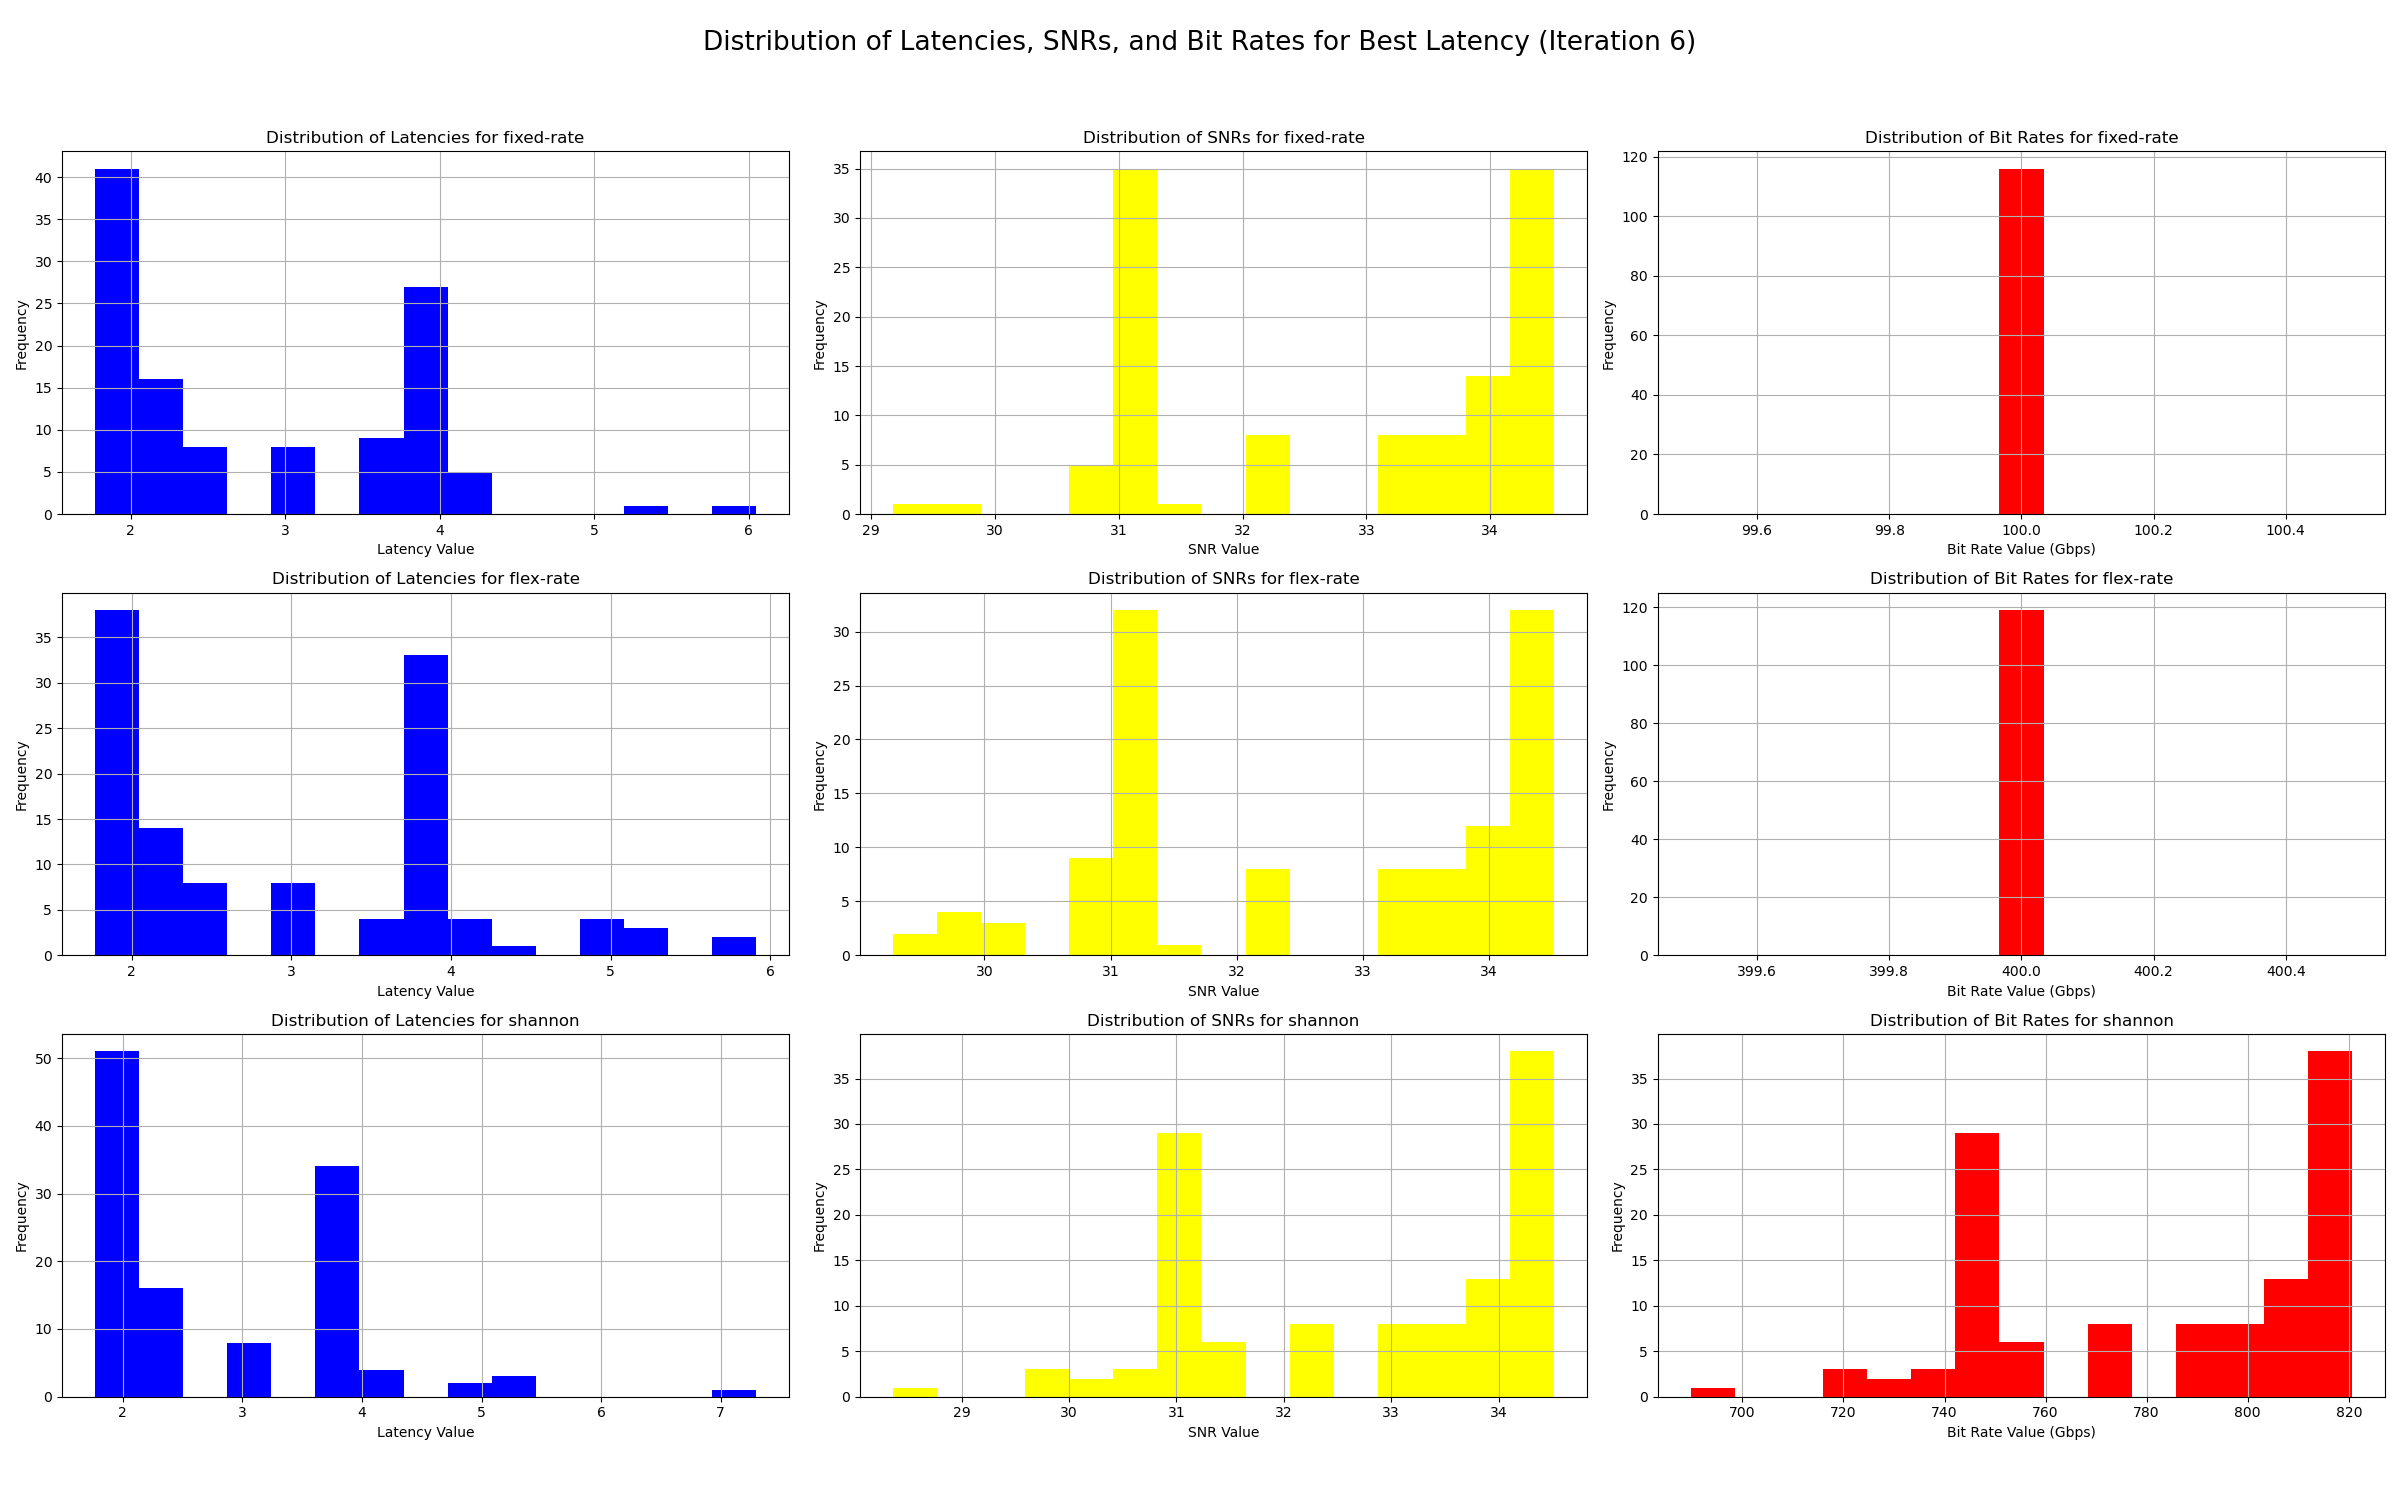 Distribution of Latencies, SNRs, and Bit Rates for Best Latency (Iteration 6)
Distribution of Latencies for fixed-rate
Frequency
0 5 10 15 20 25 30 35 40
2 3 4 5 6
Latency Value
Distribution of SNRs for fixed-rate
Frequency
0 5 10 15 20 25 30 35
29 30 31 32 33 34
SNR Value
Distribution of Bit Rates for fixed-rate
Frequency
0 20 40 60 80 100 120
99.6 99.8 100.0 100.2 100.4
Bit Rate Value (Gbps)
Distribution of Latencies for flex-rate
Frequency
0 5 10 15 20 25 30 35
2 3 4 5 6
Latency Value
Distribution of SNRs for flex-rate
Frequency
0 5 10 15 20 25 30
30 31 32 33 34
SNR Value
Distribution of Bit Rates for flex-rate
Frequency
0 20 40 60 80 100 120
399.6 399.8 400.0 400.2 400.4
Bit Rate Value (Gbps)
Distribution of Latencies for shannon
Frequency
0 10 20 30 40 50
2 3 4 5 6 7
Latency Value
Distribution of SNRs for shannon
Frequency
0 5 10 15 20 25 30 35
29 30 31 32 33 34
SNR Value
Distribution of Bit Rates for shannon
Frequency
0 5 10 15 20 25 30 35
700 720 740 760 780 800 820
Bit Rate Value (Gbps)